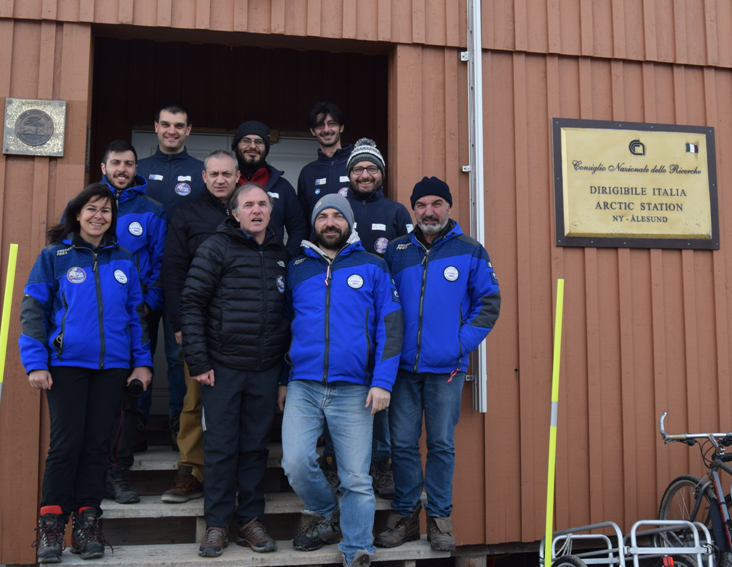 Consiglio Nazionale delle Ricerche
DIRIGIBILE ITALIA
ARCTIC STATION
NY - ÅLESUND